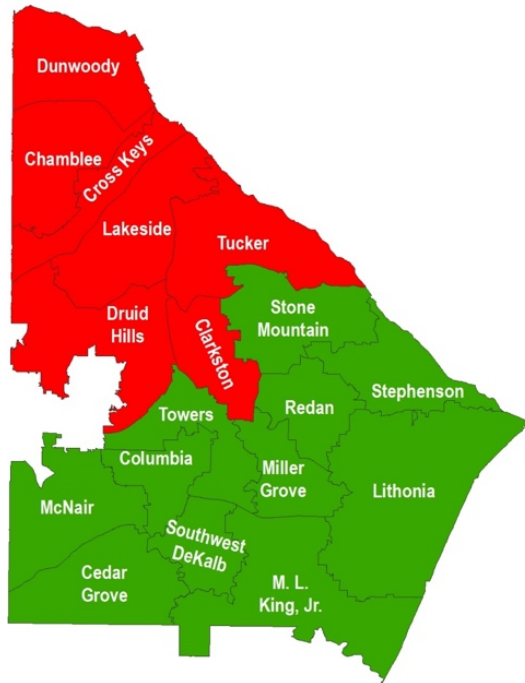 Dunwoody
Chamblee
Cross Keys
Lakeside
Tucker
Druid
Hills
Clarkston
Stone
Mountain
Stephenson
Towers
Redan
Columbia
Miller
Grove
Lithonia
McNair
Southwest
DeKalb
Cedar
Grove
M. L.
King, Jr.